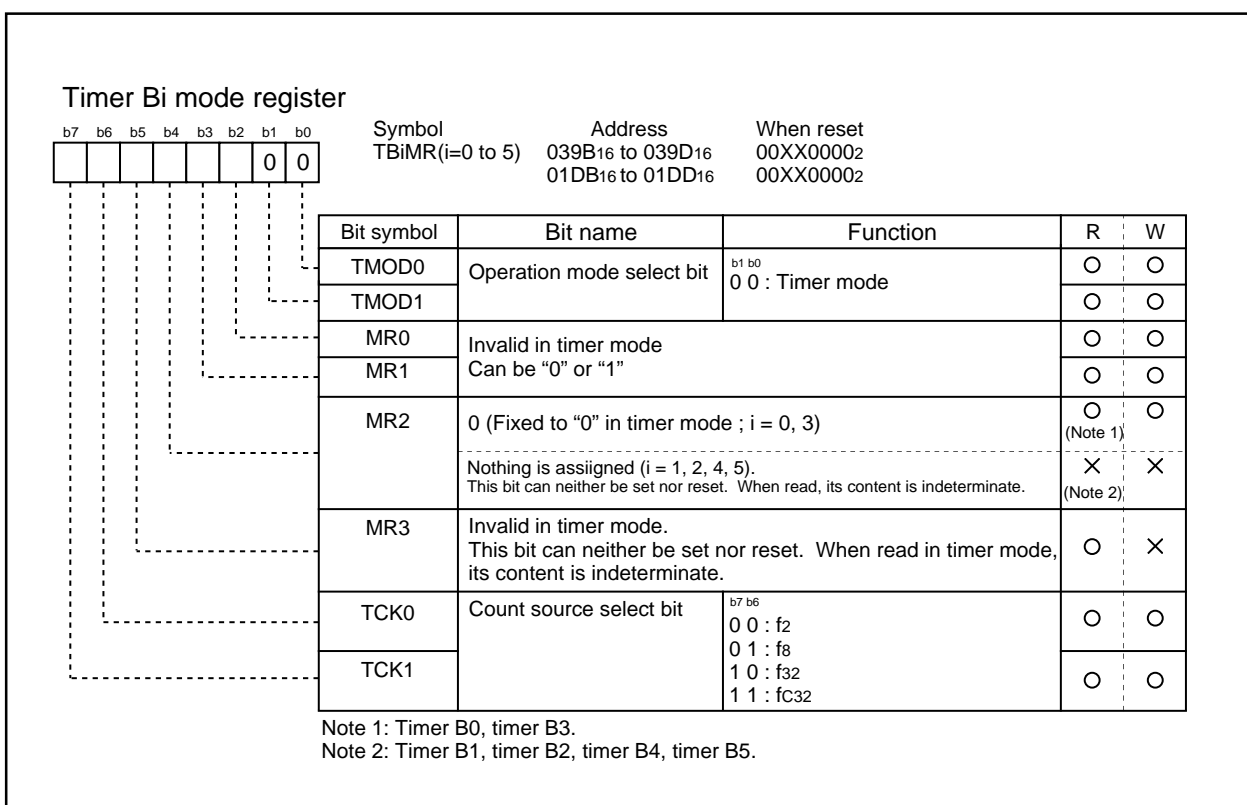 Timer Bi mode register
b7 b6 b5 b4 b3 b2 b1 b0
0 0
Symbol Address When reset
TBiMR(i=0 to 5) 039B16 to 039D16 00XX00002
01DB16 to 01DD16 00XX00002
Bit symbol Bit name Function R W
TMOD0 Operation mode select bit b1 b0
0 0 : Timer mode
TMOD1
MR0 Invalid in timer mode
MR1 Can be “0” or “1”
MR2 0 (Fixed to “0” in timer mode ; i = 0, 3)
(Note 1)
Nothing is assiigned (i = 1, 2, 4, 5).
This bit can neither be set nor reset. When read, its content is indeterminate.
(Note 2)
MR3 Invalid in timer mode.
This bit can neither be set nor reset. When read in timer mode,
its content is indeterminate.
TCK0 Count source select bit b7 b6
0 0 : f2
0 1 : f8
TCK1 1 0 : f32
1 1 : fC32
Note 1: Timer B0, timer B3.
Note 2: Timer B1, timer B2, timer B4, timer B5.